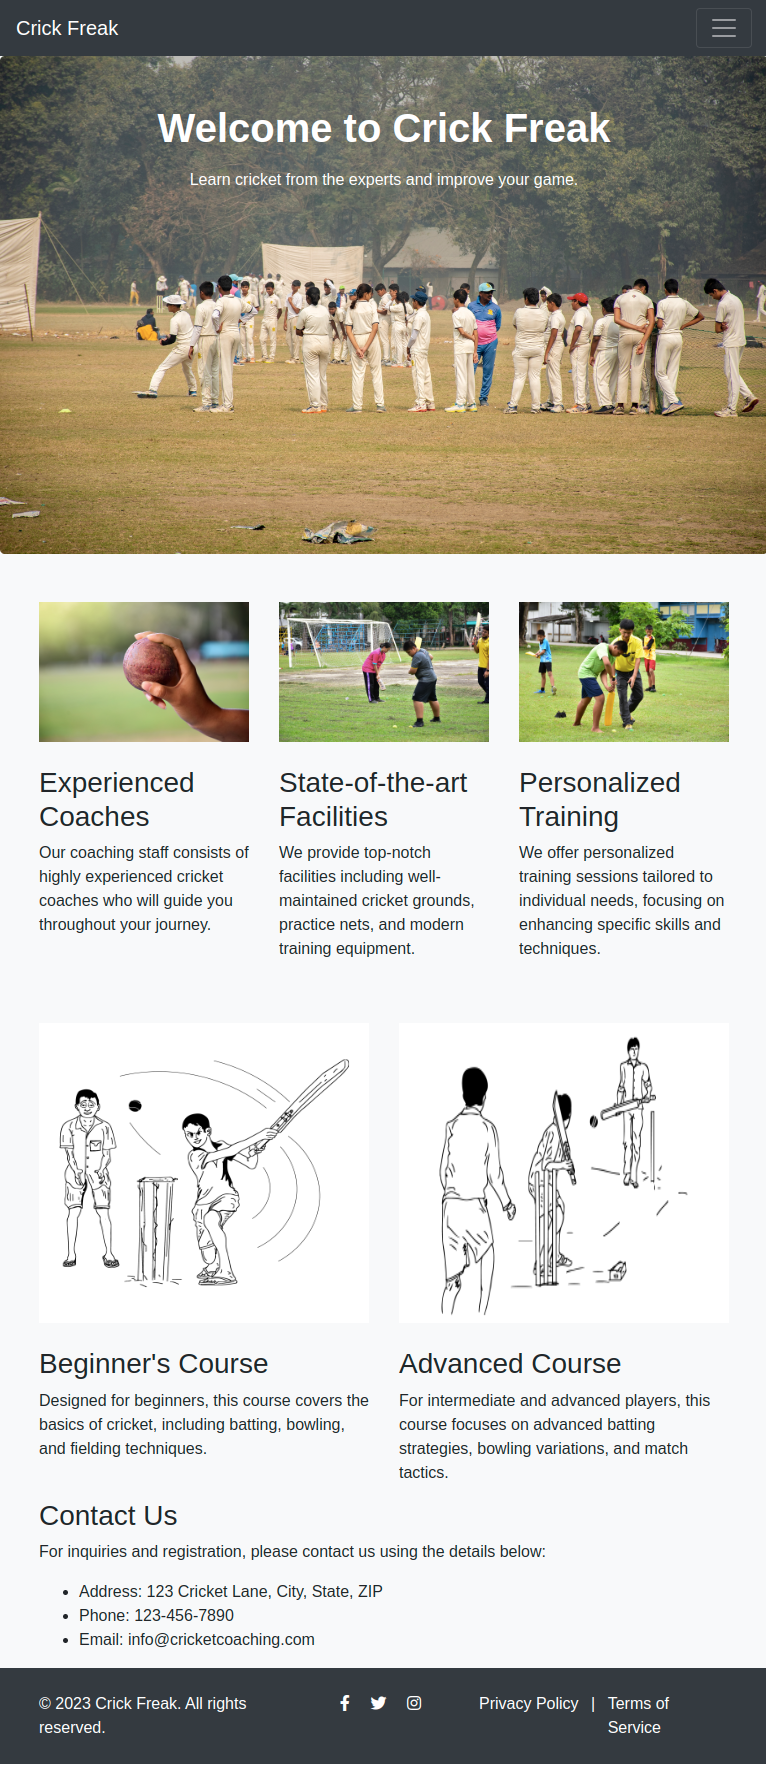 Crick Freak
Welcome to Crick Freak
Learn cricket from the experts and improve your game.
Experienced
Coaches
Our coaching staff consists of
highly experienced cricket
coaches who will guide you
throughout your journey.
State-of-the-art
Facilities
We provide top-notch
facilities including well-
maintained cricket grounds,
practice nets, and modern
training equipment.
Personalized
Training
We offer personalized
training sessions tailored to
individual needs, focusing on
enhancing specific skills and
techniques.
Beginner's Course
Designed for beginners, this course covers the
basics of cricket, including batting, bowling,
and fielding techniques.
Advanced Course
For intermediate and advanced players, this
course focuses on advanced batting
strategies, bowling variations, and match
tactics.
Contact Us
For inquiries and registration, please contact us using the details below:
• Address: 123 Cricket Lane, City, State, ZIP
• Phone: 123-456-7890
• Email: info@cricketcoaching.com
© 2023 Crick Freak. All rights
reserved.
Privacy Policy | Terms of
Service